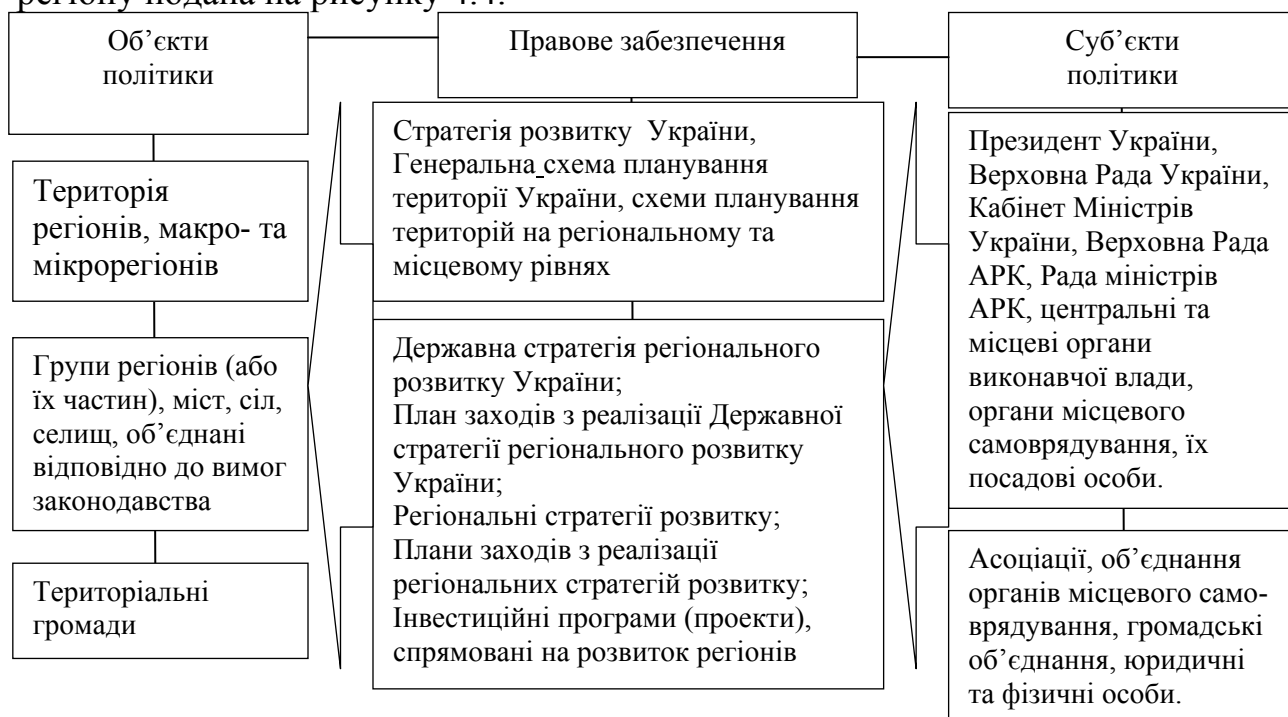 регіону подана на рисунку 4.4.
Об’єкти
політики
Правове забезпечення
Суб’єкти
політики
Територія
регіонів, макро- та
мікрорегіонів
Групи регіонів (або
їх частин), міст, сіл,
селищ, об’єднані
відповідно до вимог
законодавства
Територіальні
громади
Стратегія розвитку України,
Генеральна схема планування
території України, схеми планування
територій на регіональному та
місцевому рівнях
Державна стратегія регіонального
розвитку України;
План заходів з реалізації Державної
стратегії регіонального розвитку
України;
Регіональні стратегії розвитку;
Плани заходів з реалізації
регіональних стратегій розвитку;
Інвестиційні програми (проекти),
спрямовані на розвиток регіонів
Президент України,
Верховна Рада України,
Кабінет Міністрів
України, Верховна Рада
АРК, Рада міністрів
АРК, центральні та
місцеві органи
виконавчої влади,
органи місцевого
самоврядування, їх
посадові особи.
Асоціації, об’єднання
органів місцевого само-
врядування, громадські
об’єднання, юридичні
та фізичні особи.